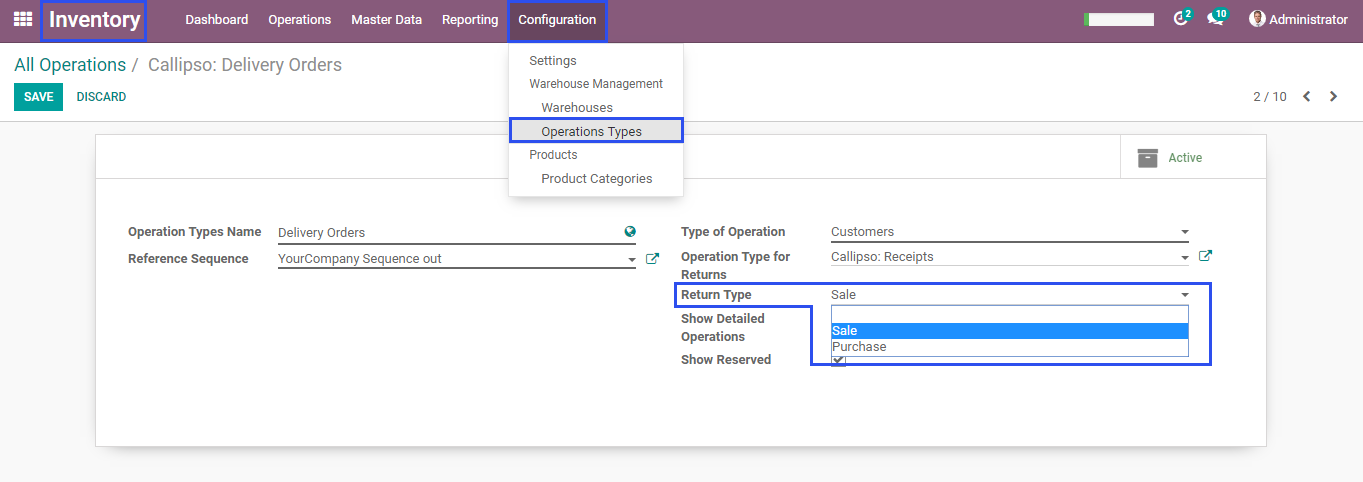 Inventory Dashboard Operations Master Data Reporting Configuration 2 10 Administrator
All Operations / Callipso: Delivery Orders
SAVE DISCARD
2 / 10
Settings
Warehouse Management
Warehouses
Operations Types
Products
Product Categories
Active
Operation Types Name Delivery Orders
Reference Sequence YourCompany Sequence out
Type of Operation Customers
Operation Type for Returns Callipso: Receipts
Return Type Sale
Sale
Purchase
Show Detailed
Operations
Show Reserved